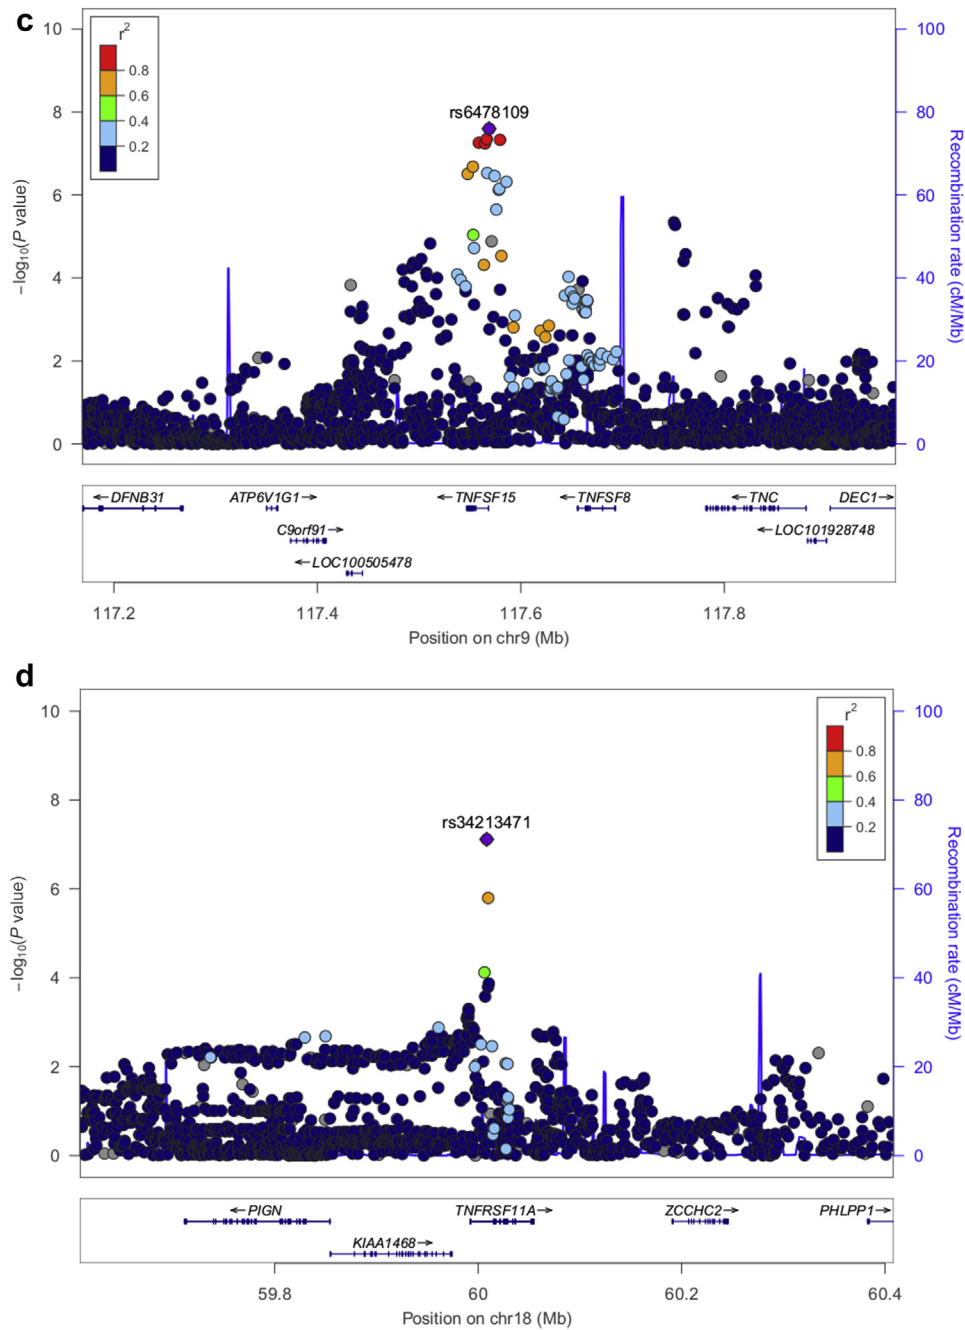 c
r²
0.8
0.6
0.4
0.2
rs6478109
10
8
6
4
2
0
−log₁₀(P value)
100
80
60
40
20
0
Recombination rate (cM/Mb)
←DFNB31
ATP6V1G1→
←TNFSF15
←TNFSF8
←TNC
DEC1→
C9orf91→
←LOC101928748
←LOC100505478
117.2
117.4
117.6
117.8
Position on chr9 (Mb)
d
r²
0.8
0.6
0.4
0.2
rs34213471
10
8
6
4
2
0
−log₁₀(P value)
100
80
60
40
20
0
Recombination rate (cM/Mb)
←PIGN
TNFRSF11A→
ZCCHC2→
PHLPP1→
KIAA1468→
59.8
60
60.2
60.4
Position on chr18 (Mb)